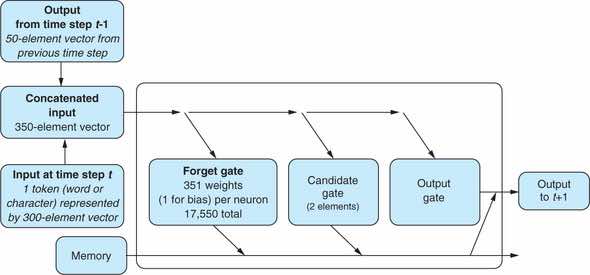 Output
from time step t-1
50-element vector from
previous time step
Concatenated
input
350-element vector
Input at time step t
1 token (word or
character) represented
by 300-element vector
Forget gate
351 weights
(1 for bias) per neuron
17,550 total
Candidate
gate
(2 elements)
Output
gate
Output
to t+1
Memory